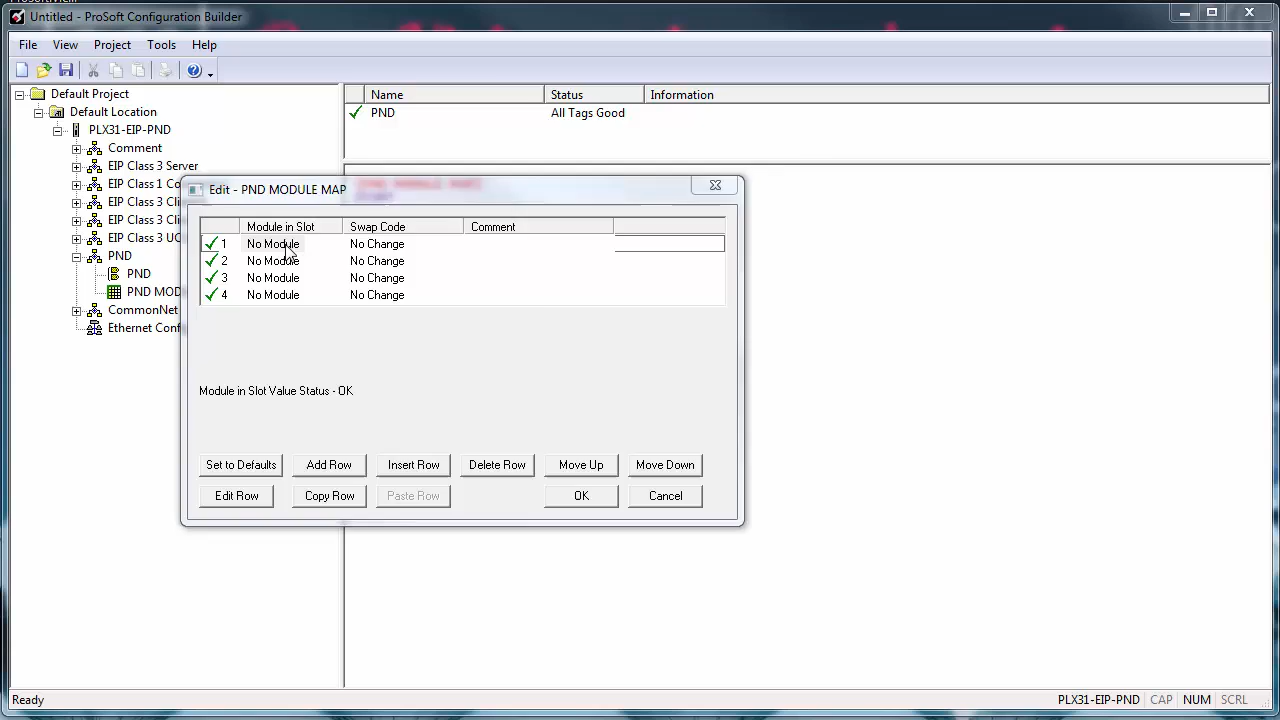 Untitled - ProSoft Configuration Builder
File View Project Tools Help
Default Project
Default Location
PLX31-EIP-PND
Comment
EIP Class 3 Server
EIP Class 1 Co
EIP Class 3 Cli
EIP Class 3 Cli
EIP Class 3 UC
PND
PND
PND MOD
CommonNet
Ethernet Conf
Name Status Information
PND All Tags Good
Edit - PND MODULE MAP
Module in Slot Swap Code Comment
1 No Module No Change
2 No Module No Change
3 No Module No Change
4 No Module No Change
Module in Slot Value Status - OK
Set to Defaults Add Row Insert Row Delete Row Move Up Move Down
Edit Row Copy Row Paste Row OK Cancel
Ready PLX31-EIP-PND CAP NUM SCRL